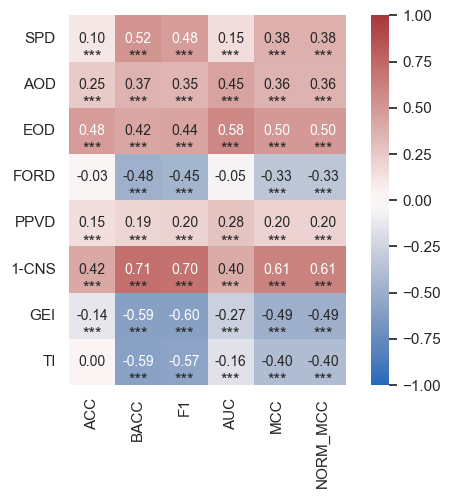 SPD 0.10 0.52 0.48 0.15 0.38 0.38
*** *** *** *** *** ***
AOD 0.25 0.37 0.35 0.45 0.36 0.36
*** *** *** *** *** ***
EOD 0.48 0.42 0.44 0.58 0.50 0.50
*** *** *** *** *** ***
FORD -0.03 -0.48 -0.45 -0.05 -0.33 -0.33
*** *** *** ***
PPVD 0.15 0.19 0.20 0.28 0.20 0.20
*** *** *** *** *** ***
1-CNS 0.42 0.71 0.70 0.40 0.61 0.61
*** *** *** *** *** ***
GEI -0.14 -0.59 -0.60 -0.27 -0.49 -0.49
*** *** *** *** *** ***
TI 0.00 -0.59 -0.57 -0.16 -0.40 -0.40
*** *** *** *** ***
ACC
BACC
F1
AUC
MCC
NORM_MCC
1.00
0.75
0.50
0.25
0.00
−0.25
−0.50
−0.75
−1.00